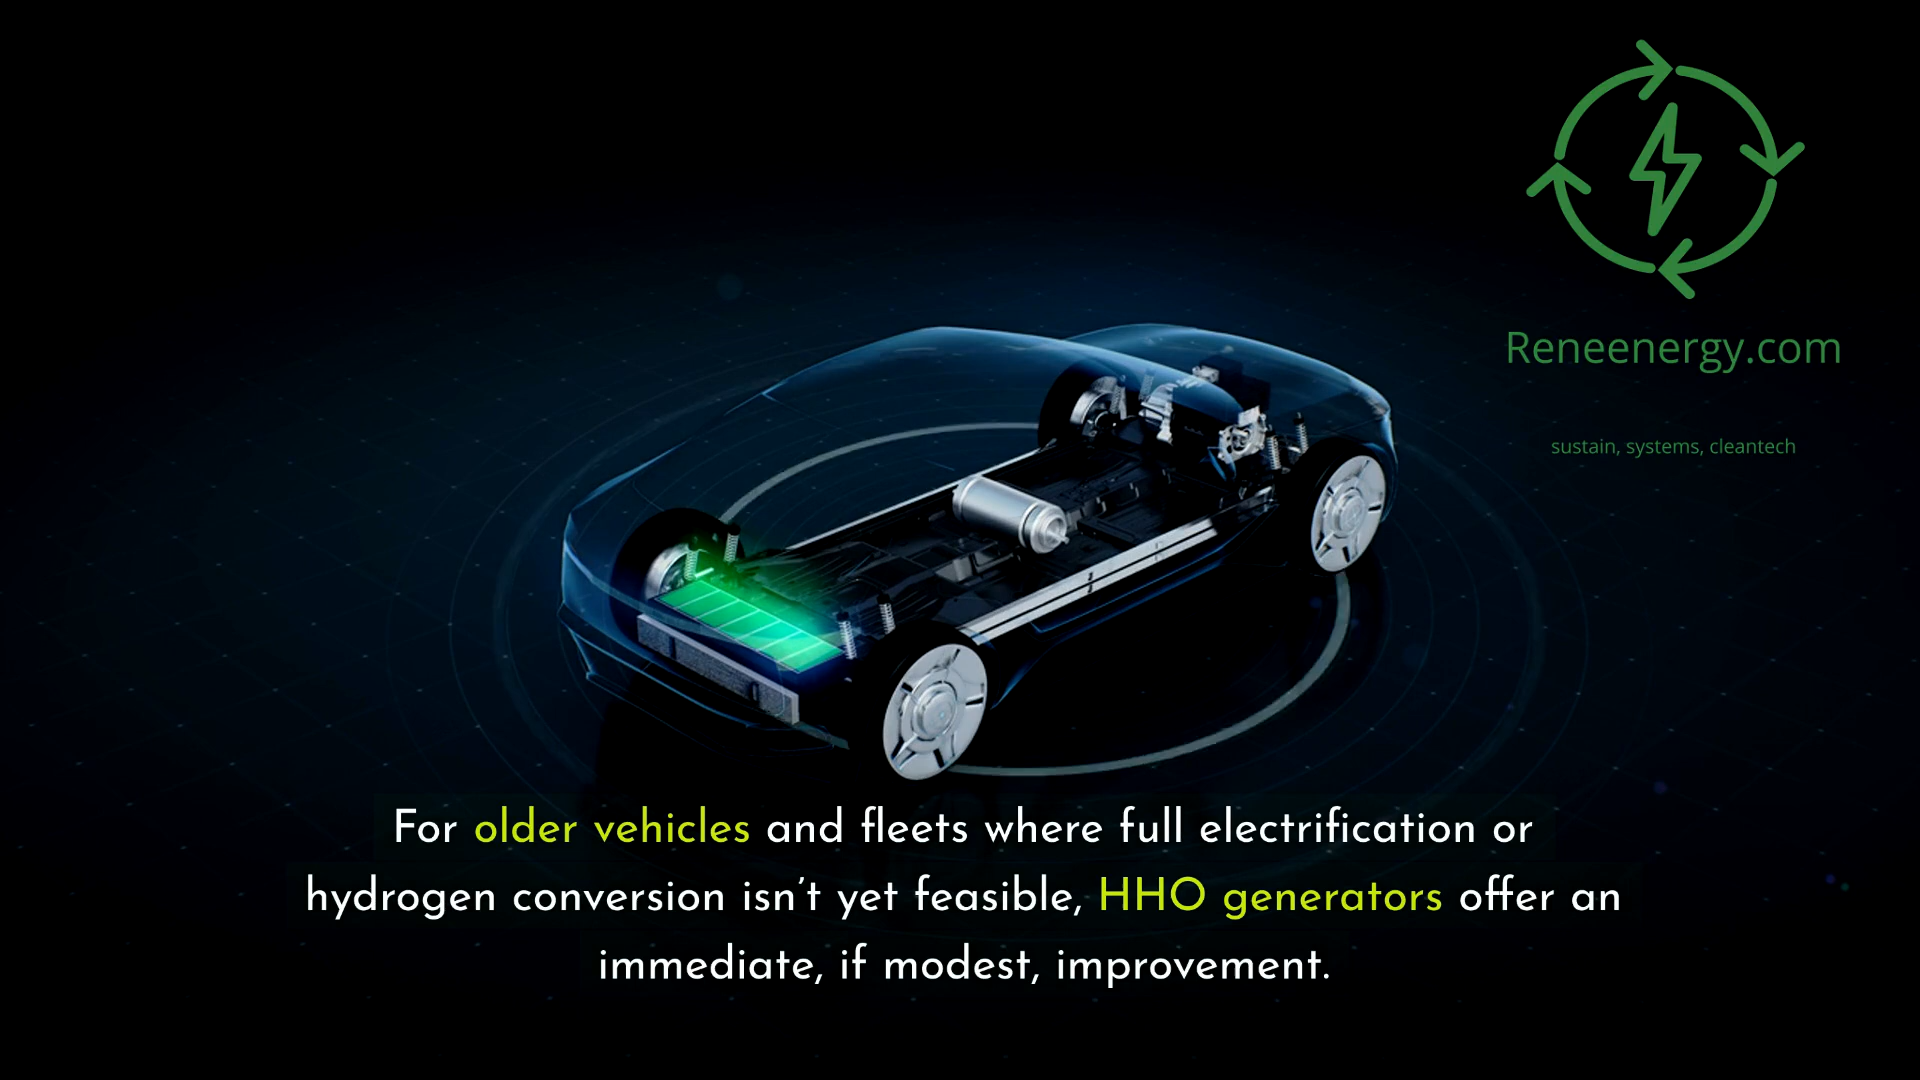 Reneenergy.com
sustain, systems, cleantech
For older vehicles and fleets where full electrification or
hydrogen conversion isn’t yet feasible, HHO generators offer an
immediate, if modest, improvement.